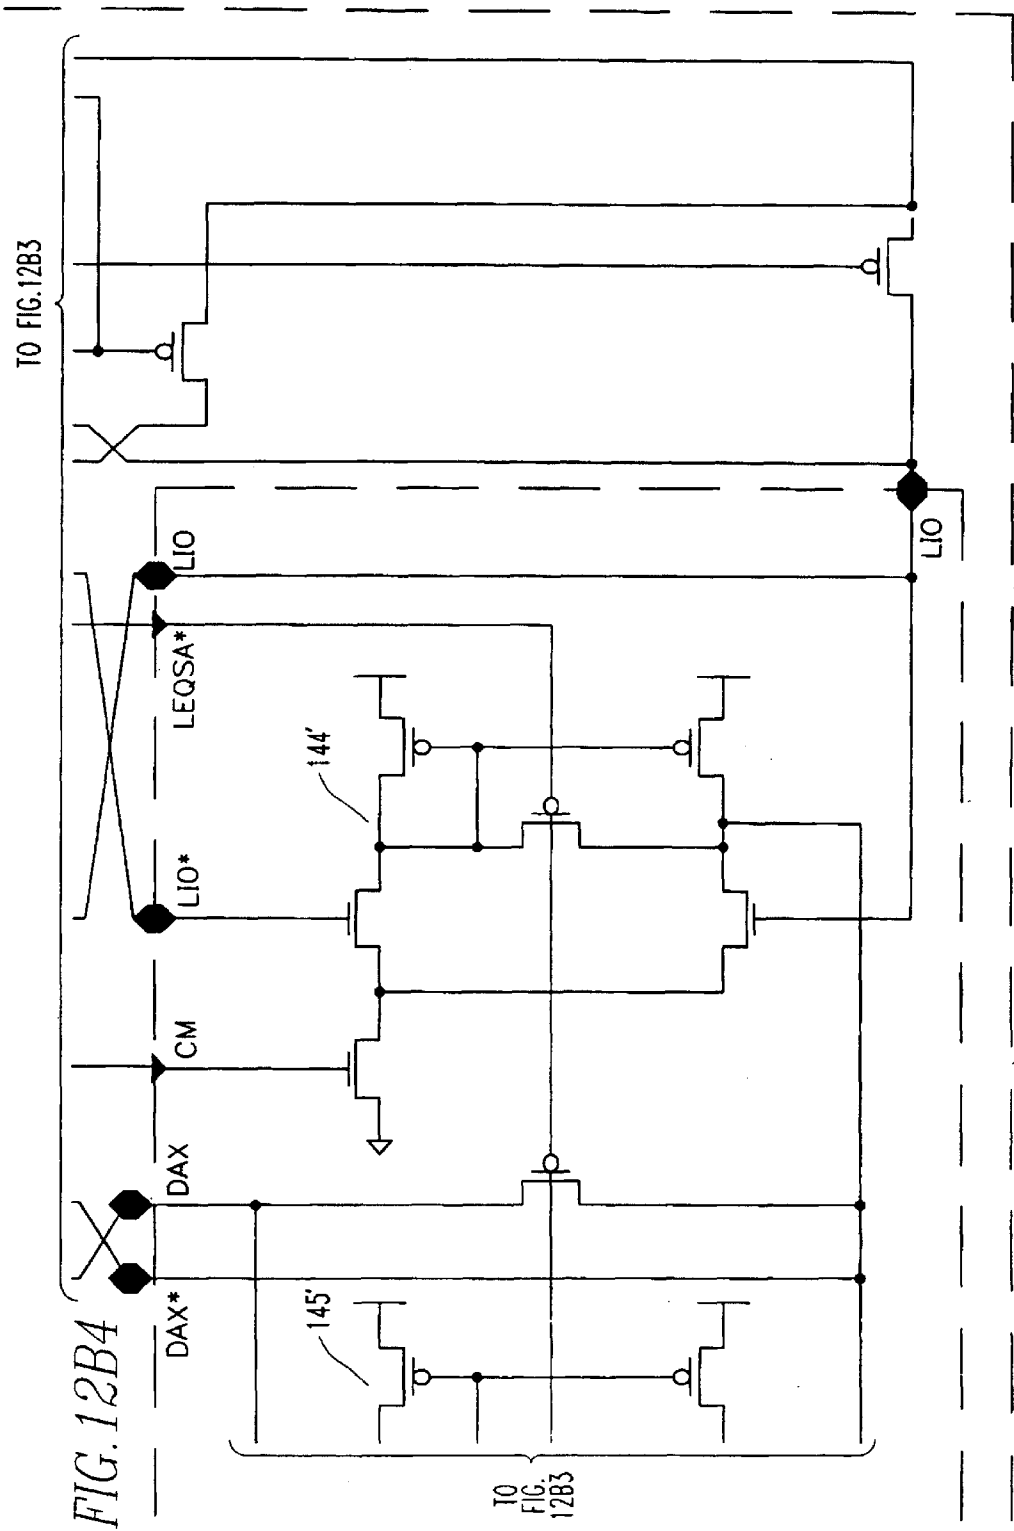 TO FIG.12B3
LIO
LEQSA*
LIO*
CM
DAX
DAX*
LIO
144'
145'
TO
FIG.
12B3
FIG. 12B4